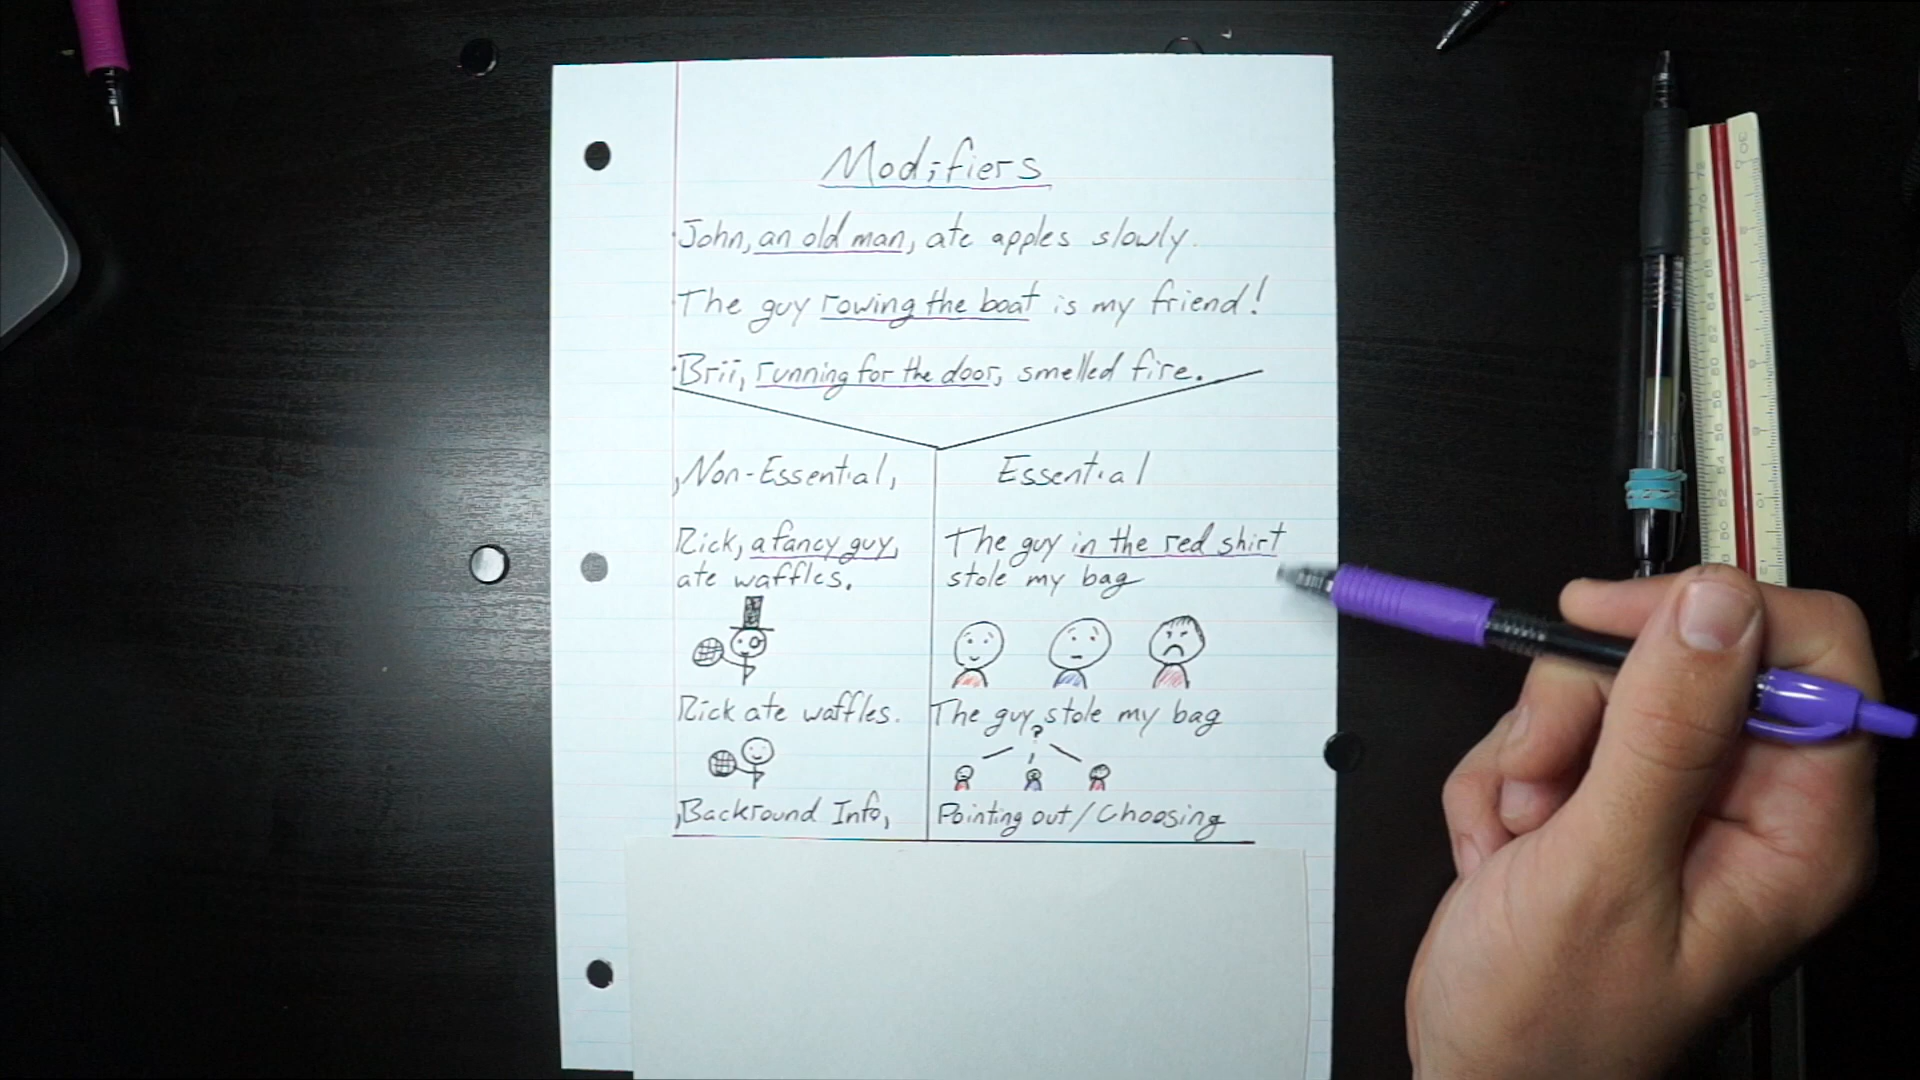 Modifiers
John, an old man, ate apples slowly.
The guy rowing the boat is my friend!
Brii, running for the door, smelled fire.
,Non-Essential,
Rick, a fancy guy,
ate waffles.
Rick ate waffles.
,Backround Info,
Essential
The guy in the red shirt
stole my bag
The guy stole my bag
?
Pointing out/Choosing